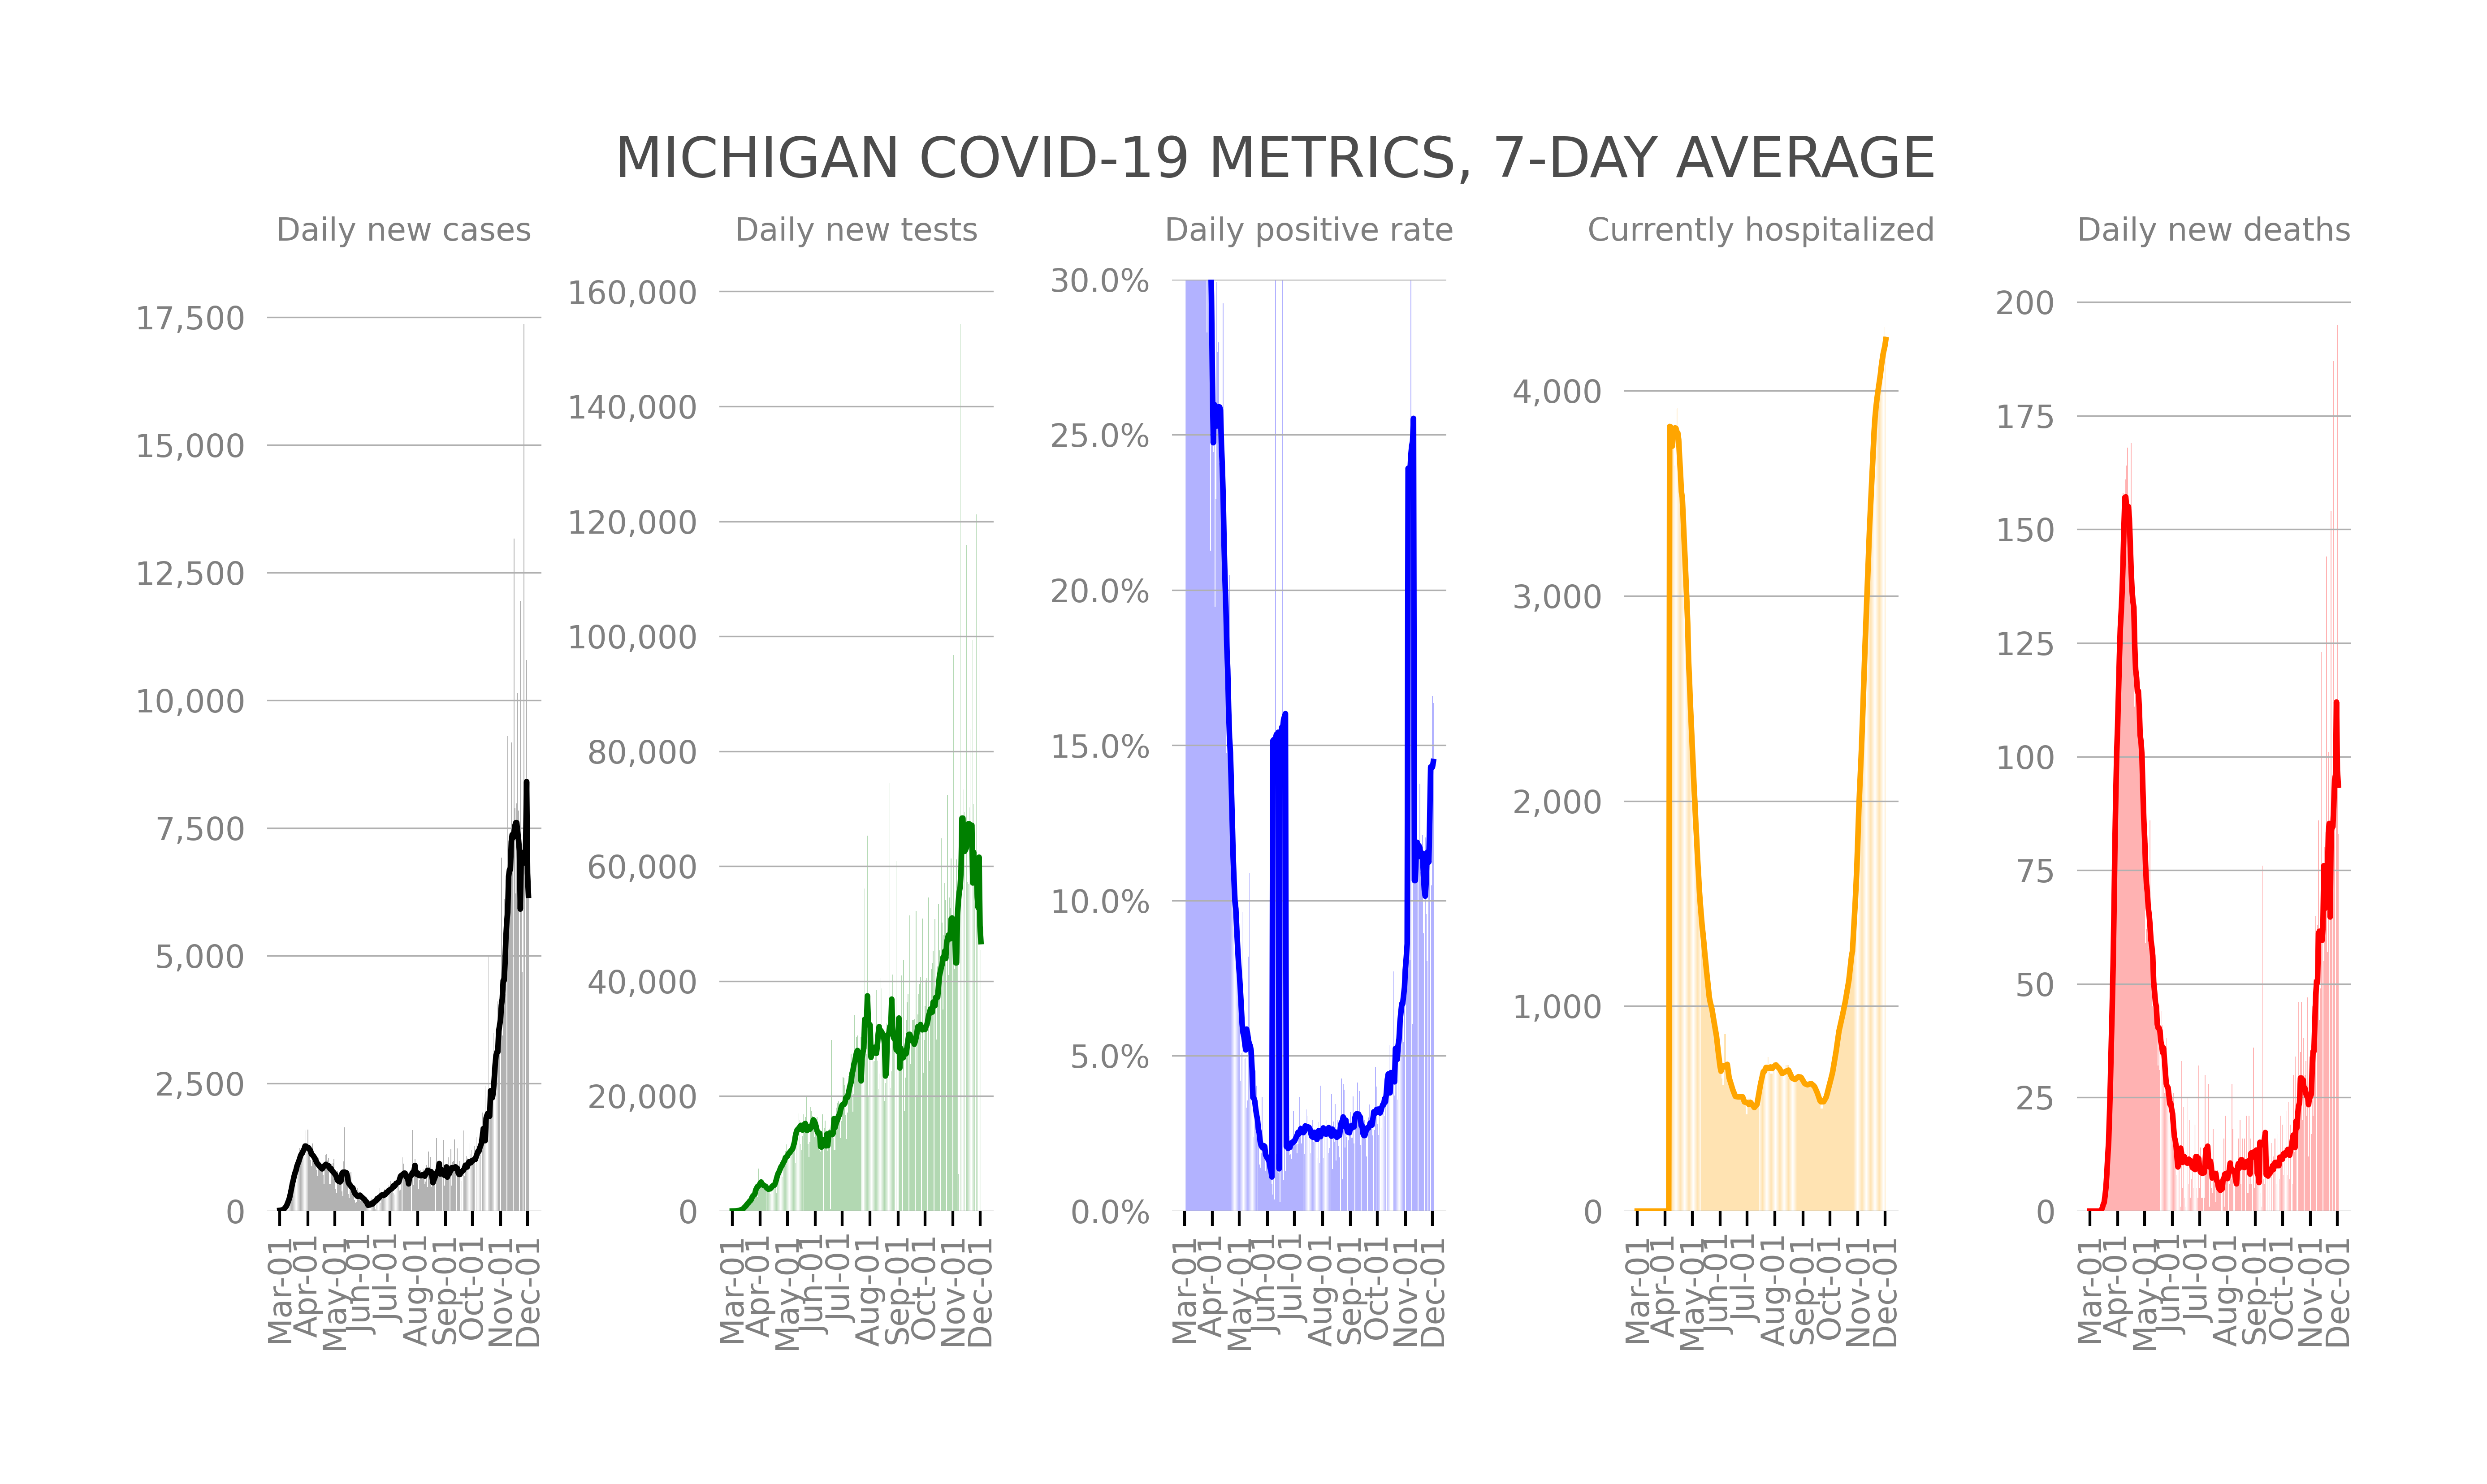 MICHIGAN COVID-19 METRICS, 7-DAY AVERAGE
Daily new cases
17,500
15,000
12,500
10,000
7,500
5,000
2,500
0
Mar-01
Apr-01
May-01
Jun-01
Jul-01
Aug-01
Sep-01
Oct-01
Nov-01
Dec-01
Daily new tests
160,000
140,000
120,000
100,000
80,000
60,000
40,000
20,000
0
Mar-01
Apr-01
May-01
Jun-01
Jul-01
Aug-01
Sep-01
Oct-01
Nov-01
Dec-01
Daily positive rate
30.0%
25.0%
20.0%
15.0%
10.0%
5.0%
0.0%
Mar-01
Apr-01
May-01
Jun-01
Jul-01
Aug-01
Sep-01
Oct-01
Nov-01
Dec-01
Currently hospitalized
4,000
3,000
2,000
1,000
0
Mar-01
Apr-01
May-01
Jun-01
Jul-01
Aug-01
Sep-01
Oct-01
Nov-01
Dec-01
Daily new deaths
200
175
150
125
100
75
50
25
0
Mar-01
Apr-01
May-01
Jun-01
Jul-01
Aug-01
Sep-01
Oct-01
Nov-01
Dec-01